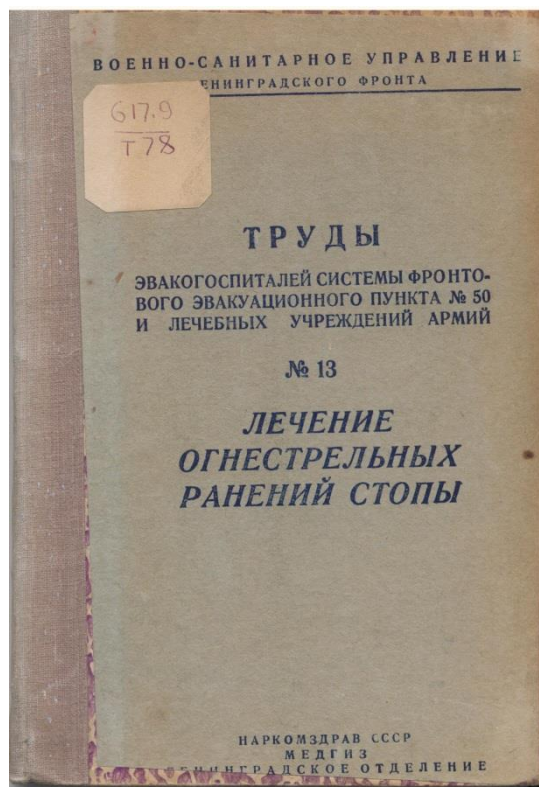 ВОЕННО-САНИТАРНОЕ УПРАВЛЕНИЕ
ЕНИНГРАДСКОГО ФРОНТА
617.9
Т78
ТРУДЫ
ЭВАКОГОСПИТАЛЕЙ СИСТЕМЫ ФРОНТО-
ВОГО ЭВАКУАЦИОННОГО ПУНКТА № 50
И ЛЕЧЕБНЫХ УЧРЕЖДЕНИЙ АРМИЙ
№ 13
ЛЕЧЕНИЕ
ОГНЕСТРЕЛЬНЫХ
РАНЕНИЙ СТОПЫ
НАРКОМЗДРАВ СССР
МЕДГИЗ
ЛЕНИНГРАДСКОЕ ОТДЕЛЕНИЕ